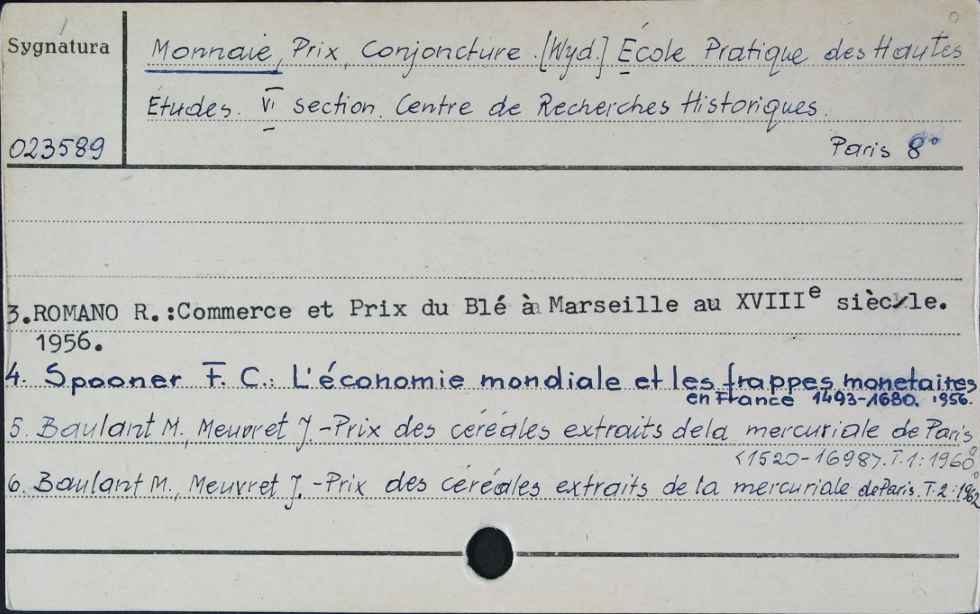 Sygnatura
Monnaie, Prix, Conjoncture. [Wyd.] École Pratique des Hautes
Études. VI section. Centre de Recherches Historiques.
023589
Paris 8°
3.ROMANO R.:Commerce et Prix du Blé à Marseille au XVIIIe siècle.
1956.
4. Spooner F. C.: L'économie mondiale et les frappes monetaires
en France 1493-1680. 1956.
5. Baulant M., Meuvret J. - Prix des céréales extraits de la mercuriale de Paris,
<1520-1698>. T.1: 1960
6. Baulant M., Meuvret J. - Prix des céréales extraits de la mercuriale de Paris. T.2: 1962